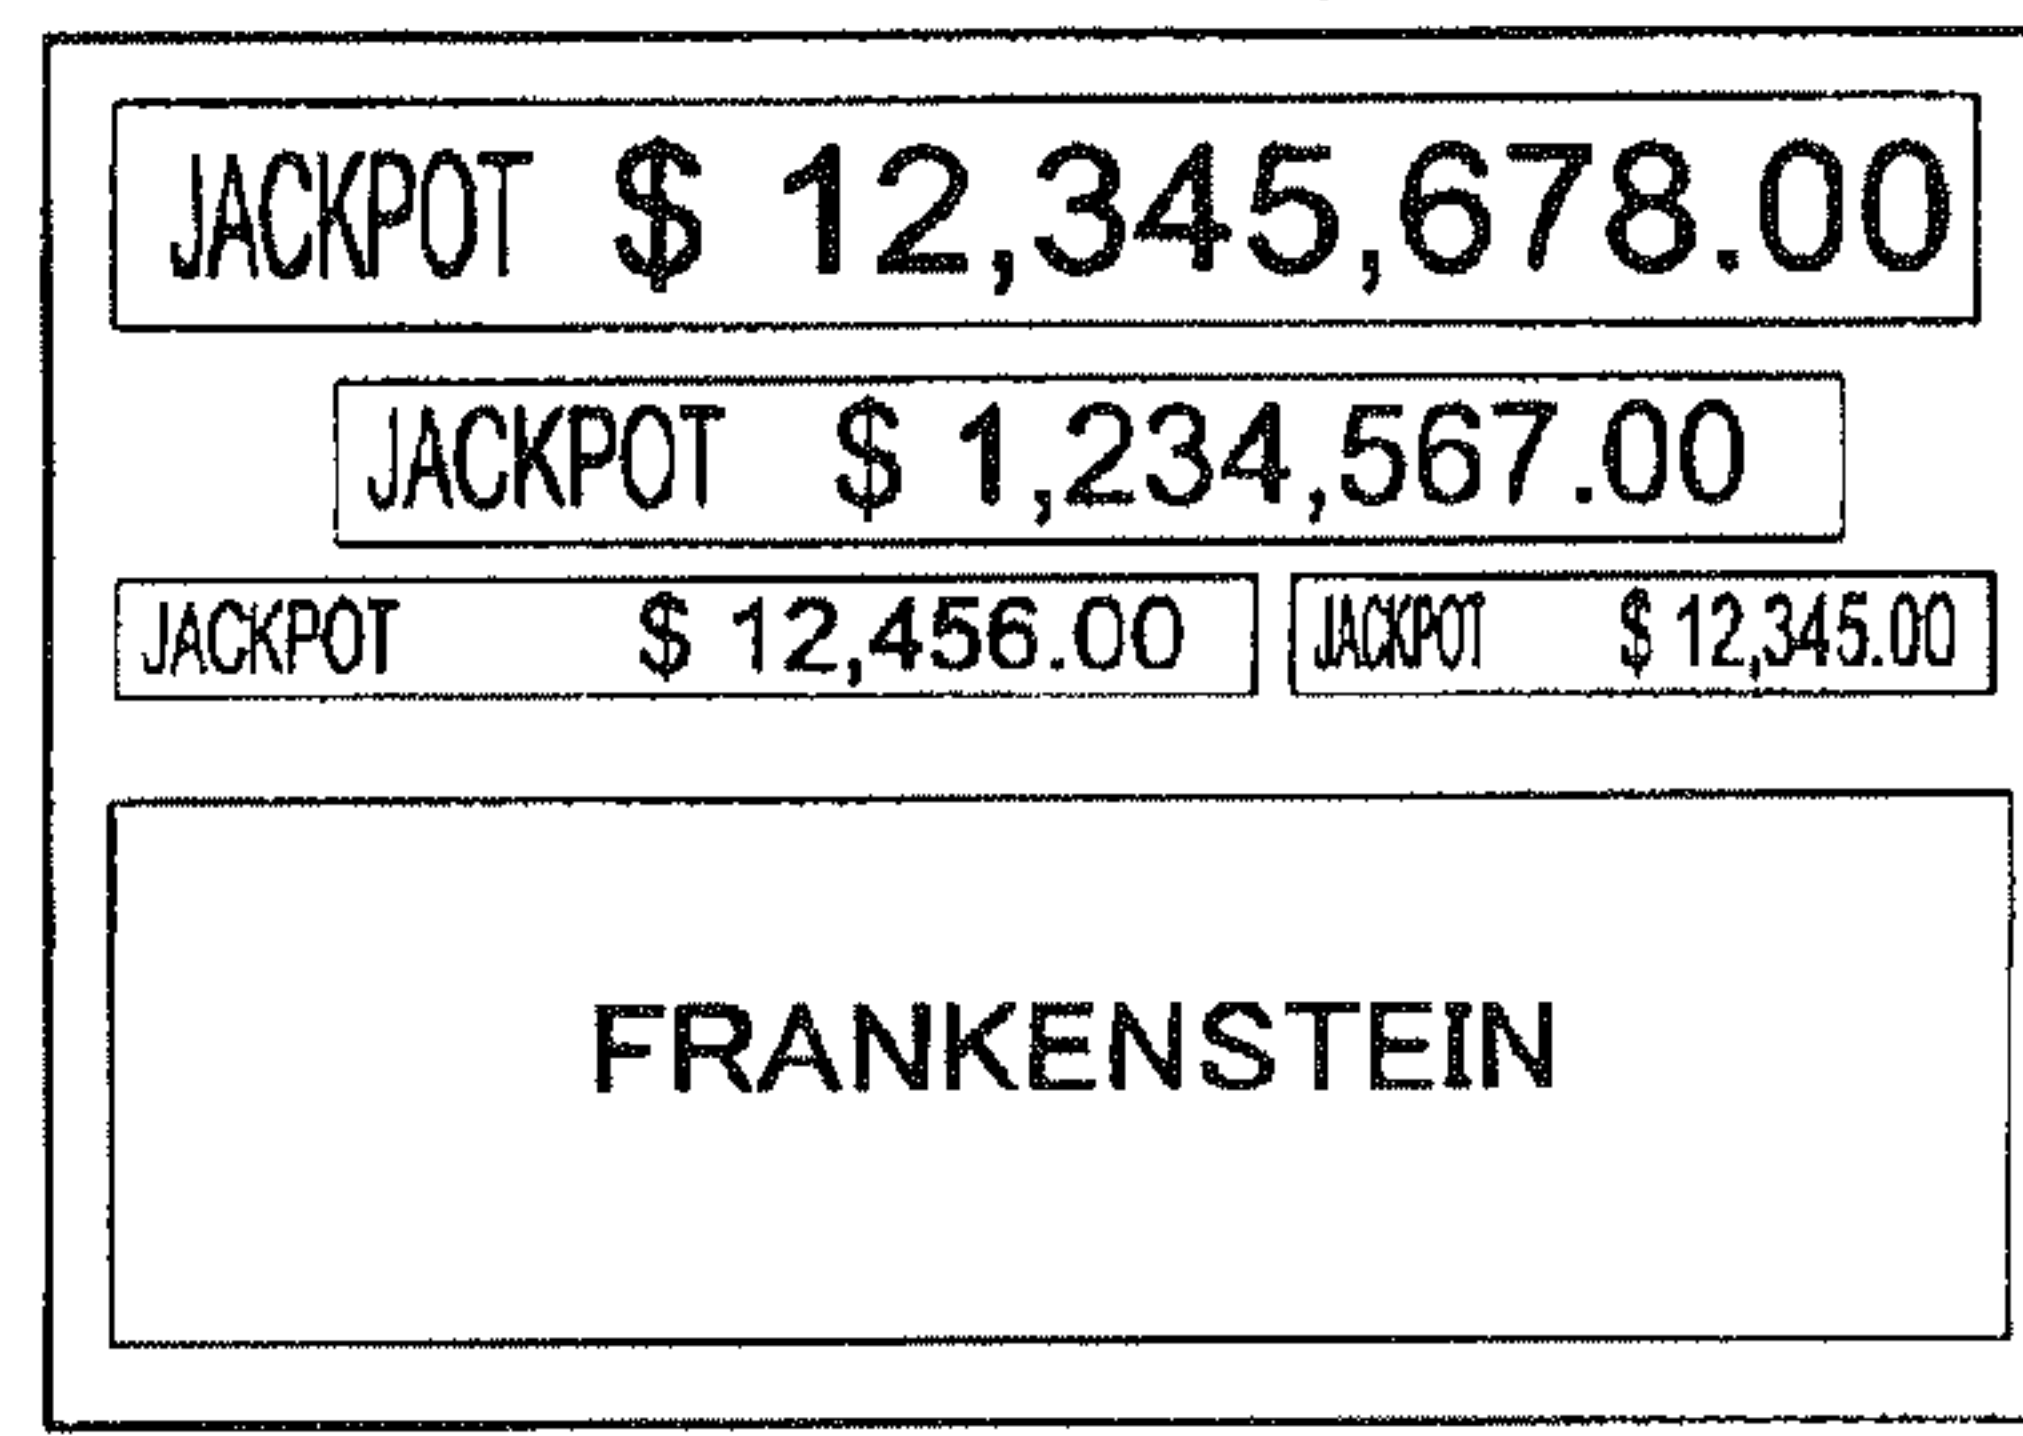 JACKPOT $ 12,345,678.00
JACKPOT $ 1,234,567.00
JACKPOT $ 12,456.00 JACKPOT $ 12,345.00
FRANKENSTEIN